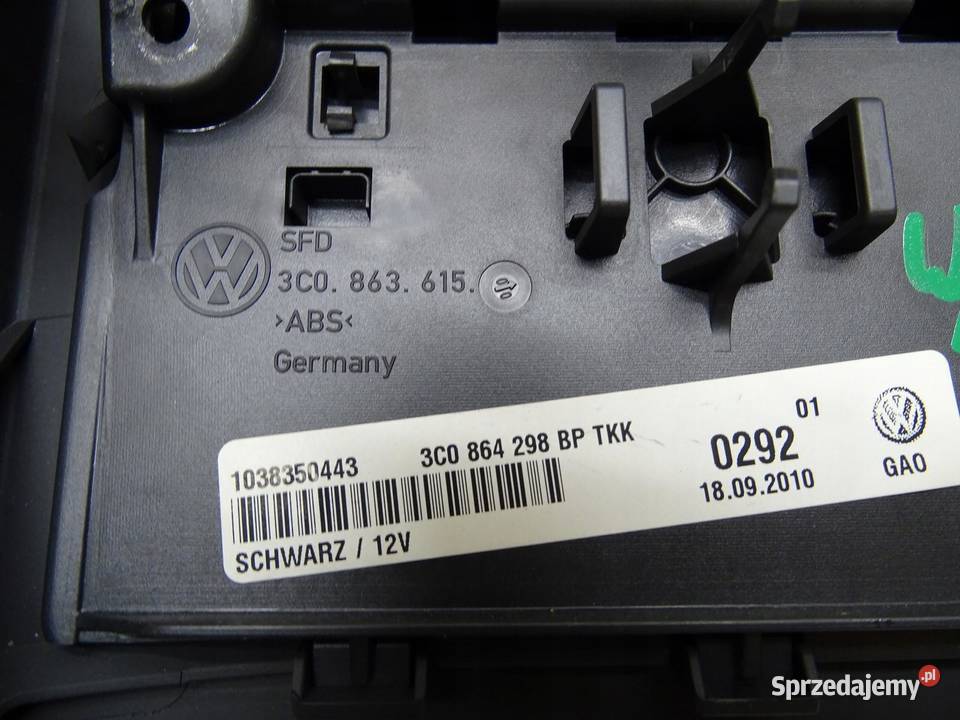 SFD
3C0. 863. 615.
>ABS<
Germany
1038350443 3C0 864 298 BP TKK
SCHWARZ / 12V
0292 01
18.09.2010
GAO
Sprzedajemy.pl